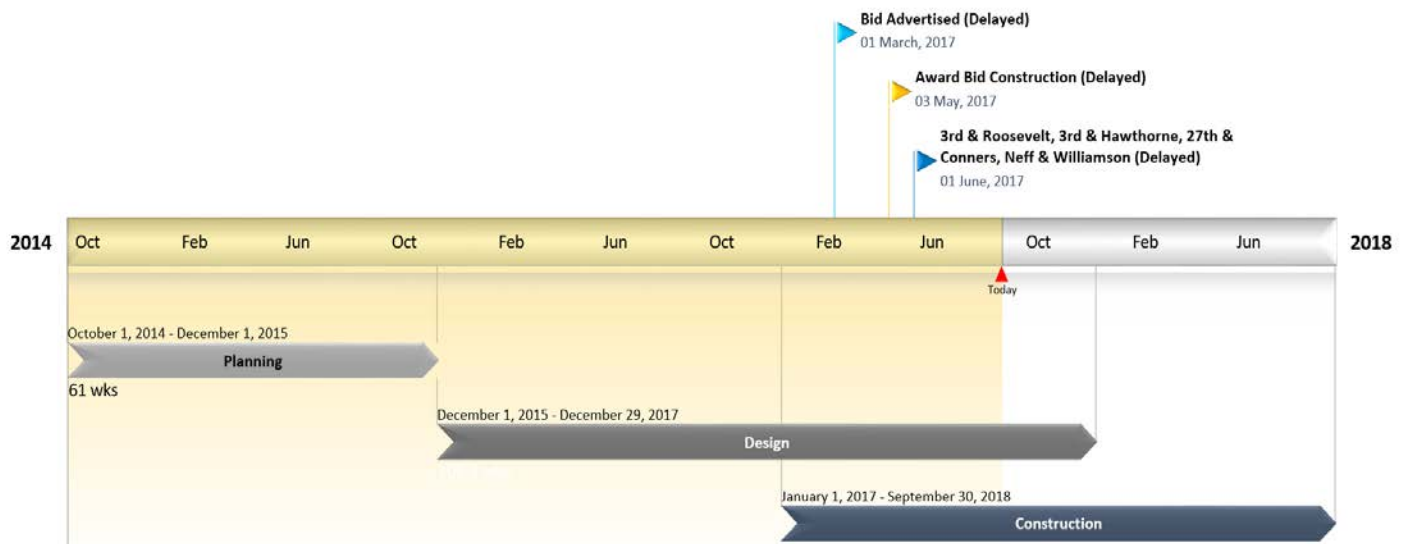 Bid Advertised (Delayed)
01 March, 2017
Award Bid Construction (Delayed)
03 May, 2017
3rd & Roosevelt, 3rd & Hawthorne, 27th &
Conners, Neff & Williamson (Delayed)
01 June, 2017
2014 Oct Feb Jun Oct Feb Jun Oct Feb Jun Oct Feb Jun 2018
Today
October 1, 2014 - December 1, 2015
Planning
61 wks
December 1, 2015 - December 29, 2017
Design
January 1, 2017 - September 30, 2018
Construction